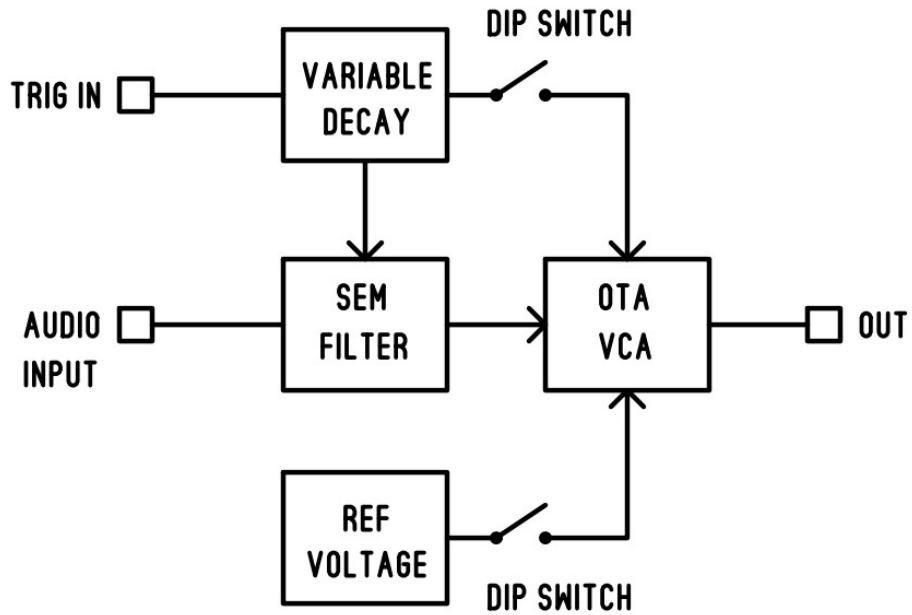 DIP SWITCH
TRIG IN
VARIABLE
DECAY
AUDIO
INPUT
SEM
FILTER
OTA
VCA
OUT
REF
VOLTAGE
DIP SWITCH